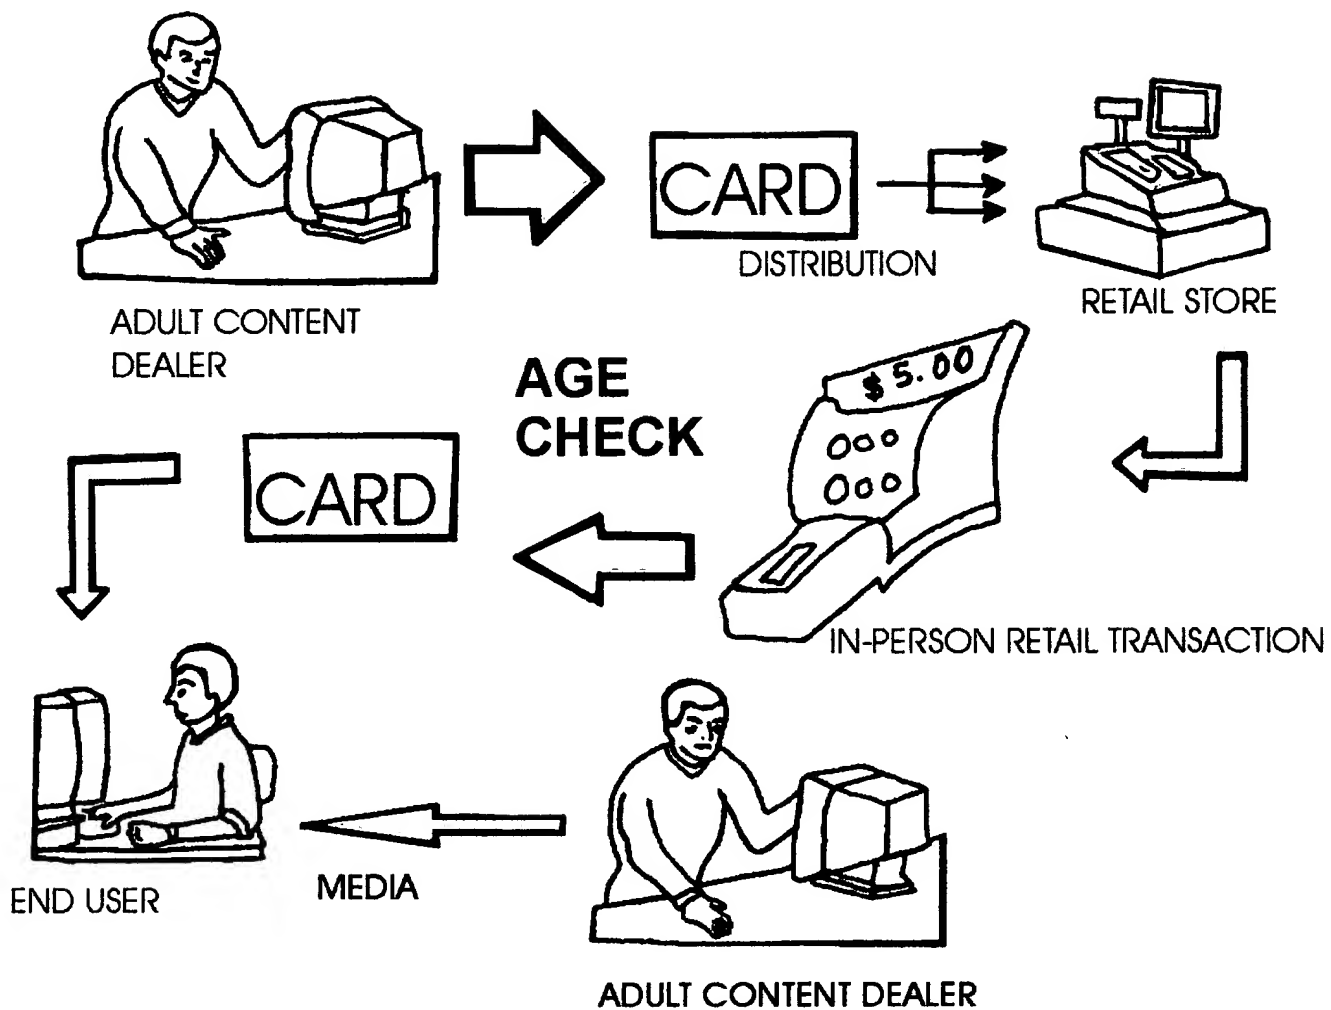 CARD
DISTRIBUTION
RETAIL STORE
ADULT CONTENT
DEALER
$ 5.00
AGE
CHECK
CARD
IN-PERSON RETAIL TRANSACTION
END USER
MEDIA
ADULT CONTENT DEALER